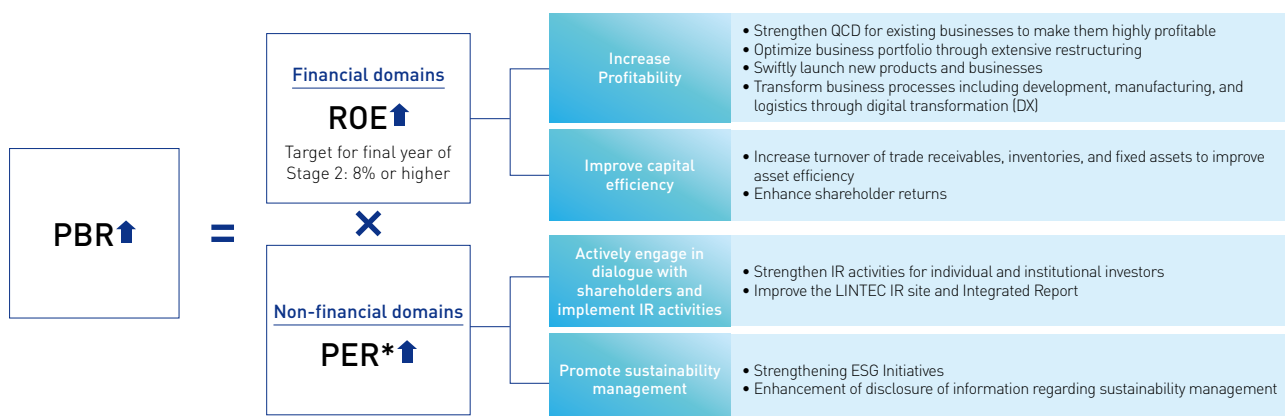 PBR
=
Financial domains
ROE
Target for final year of
Stage 2: 8% or higher
×
Non-financial domains
PER*
Increase
Profitability
• Strengthen QCD for existing businesses to make them highly profitable
• Optimize business portfolio through extensive restructuring
• Swiftly launch new products and businesses
• Transform business processes including development, manufacturing, and
logistics through digital transformation (DX)
Improve capital
efficiency
• Increase turnover of trade receivables, inventories, and fixed assets to improve
asset efficiency
• Enhance shareholder returns
Actively engage in
dialogue with
shareholders and
implement IR activities
• Strengthen IR activities for individual and institutional investors
• Improve the LINTEC IR site and Integrated Report
Promote sustainability
management
• Strengthening ESG Initiatives
• Enhancement of disclosure of information regarding sustainability management